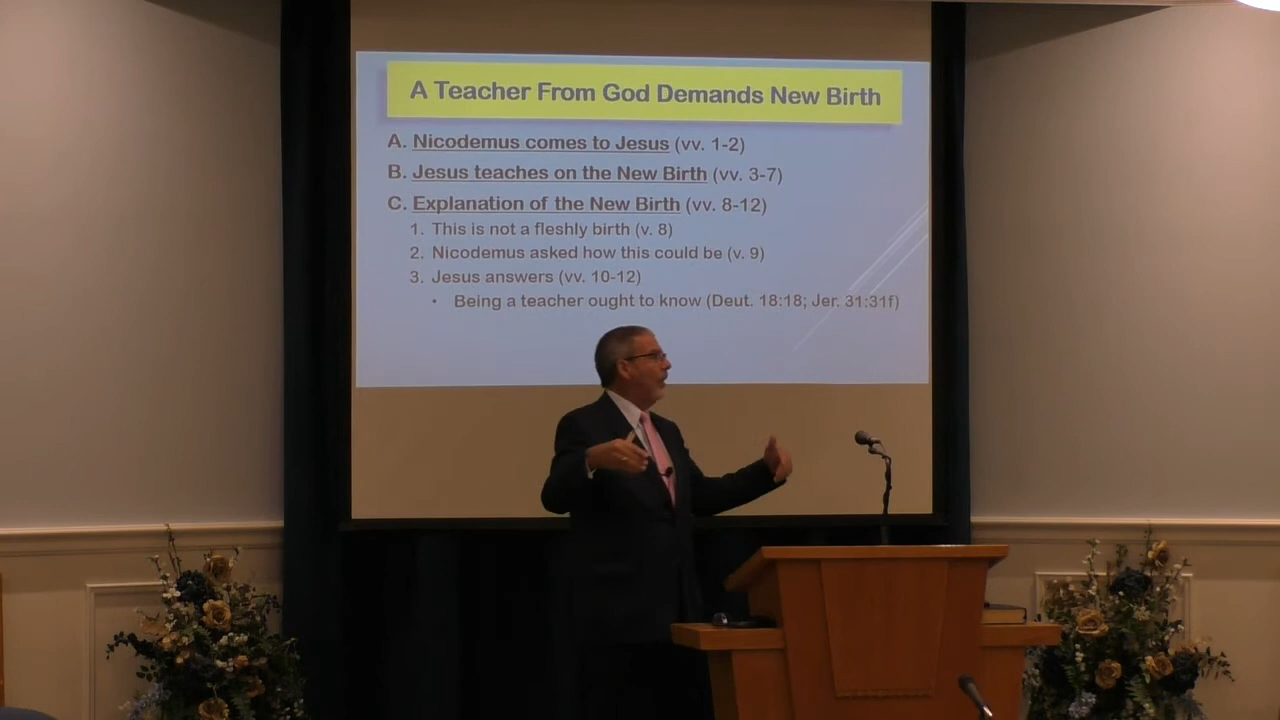 A Teacher From God Demands New Birth
A. Nicodemus comes to Jesus (vv. 1-2)
B. Jesus teaches on the New Birth (vv. 3-7)
C. Explanation of the New Birth (vv. 8-12)
1. This is not a fleshly birth (v. 8)
2. Nicodemus asked how this could be (v. 9)
3. Jesus answers (vv. 10-12)
• Being a teacher ought to know (Deut. 18:18; Jer. 31:31f)